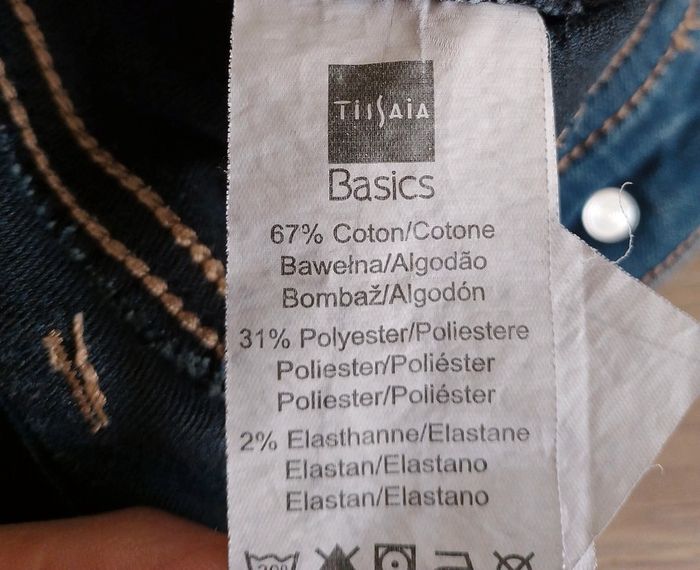 TiSSAiA
Basics
67% Coton/Cotone
Bawełna/Algodão
Bombaž/Algodón
31% Polyester/Poliestere
Poliester/Poliéster
Poliester/Poliéster
2% Elasthanne/Elastane
Elastan/Elastano
Elastan/Elastano